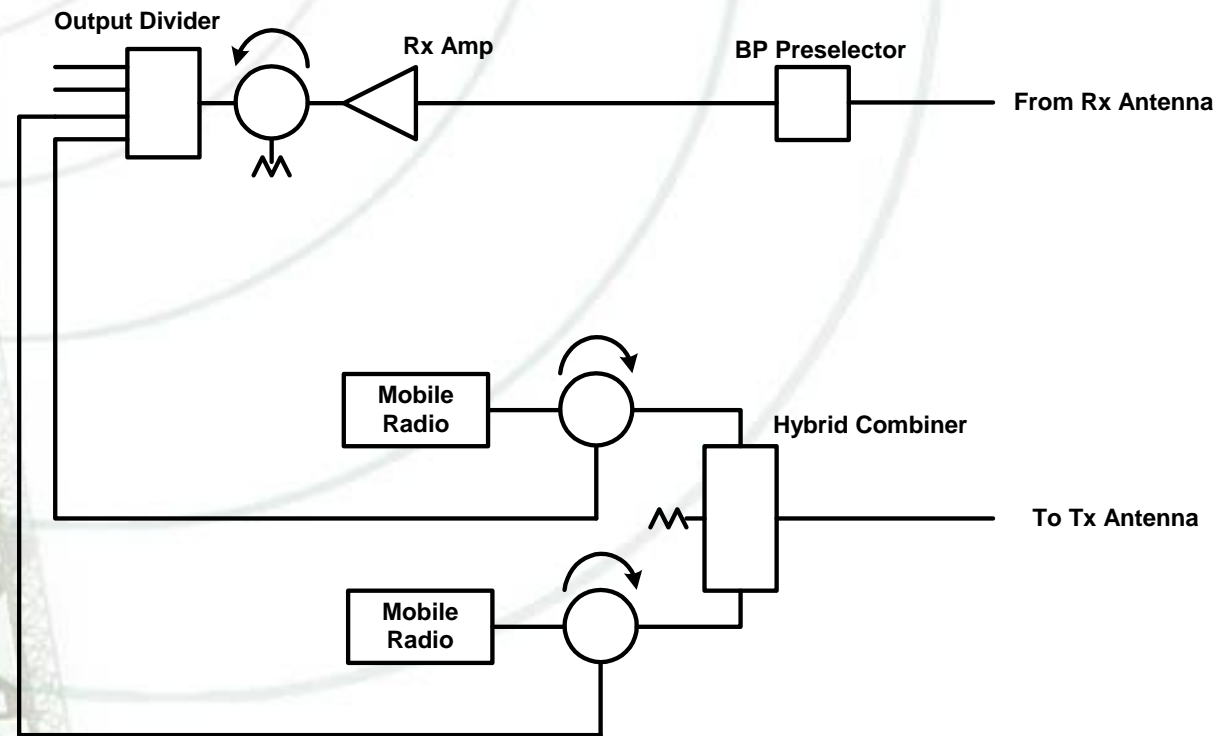 Output Divider
Rx Amp
BP Preselector
From Rx Antenna
Mobile
Radio
Hybrid Combiner
To Tx Antenna
Mobile
Radio